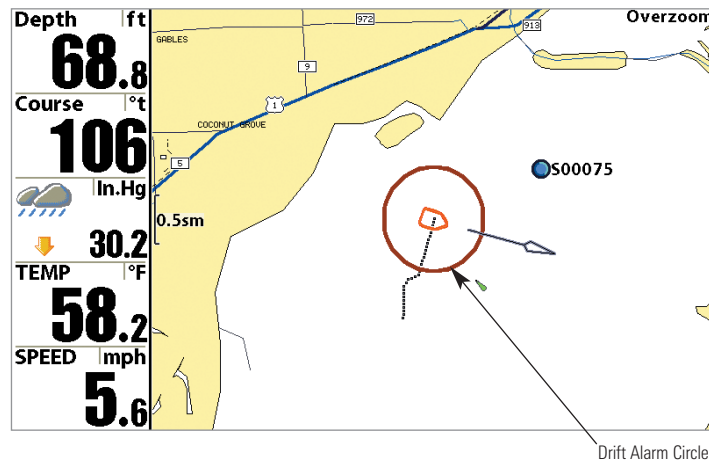 Depth ft
68.8
Course °t
106
In.Hg
30.2
TEMP °F
58.2
SPEED mph
5.6
972
913
Overzoom
GABLES
9
1
COCONUT GROVE
5
S00075
0.5sm
Drift Alarm Circle